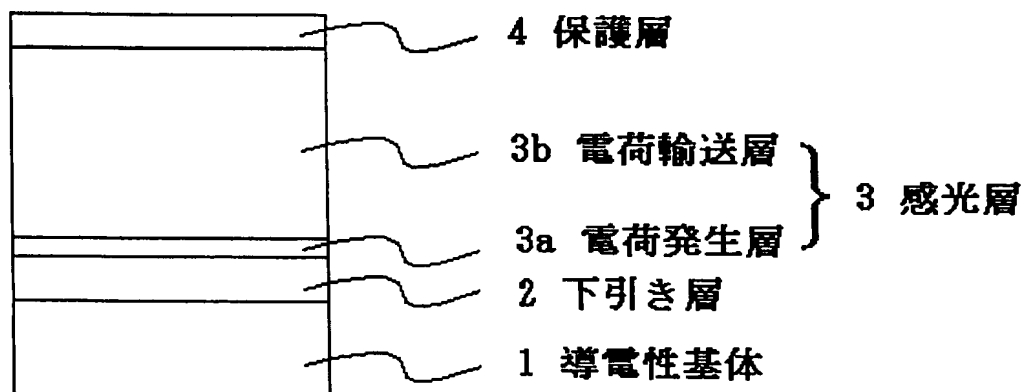 4 保護層
3b 電荷輸送層
3 感光層
3a 電荷発生層
2 下引き層
1 導電性基体